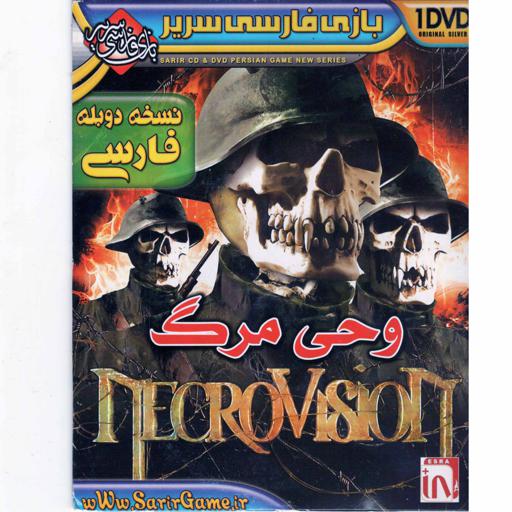 بازی فارسی سریر
1DVD
ORIGINAL SILVER
SARIR CD & DVD PERSIAN GAME NEW SERIES
نسخه دوبله
فارسی
وحی مرگ
NECROVISION
wWw.SarirGame.ir
ESRA